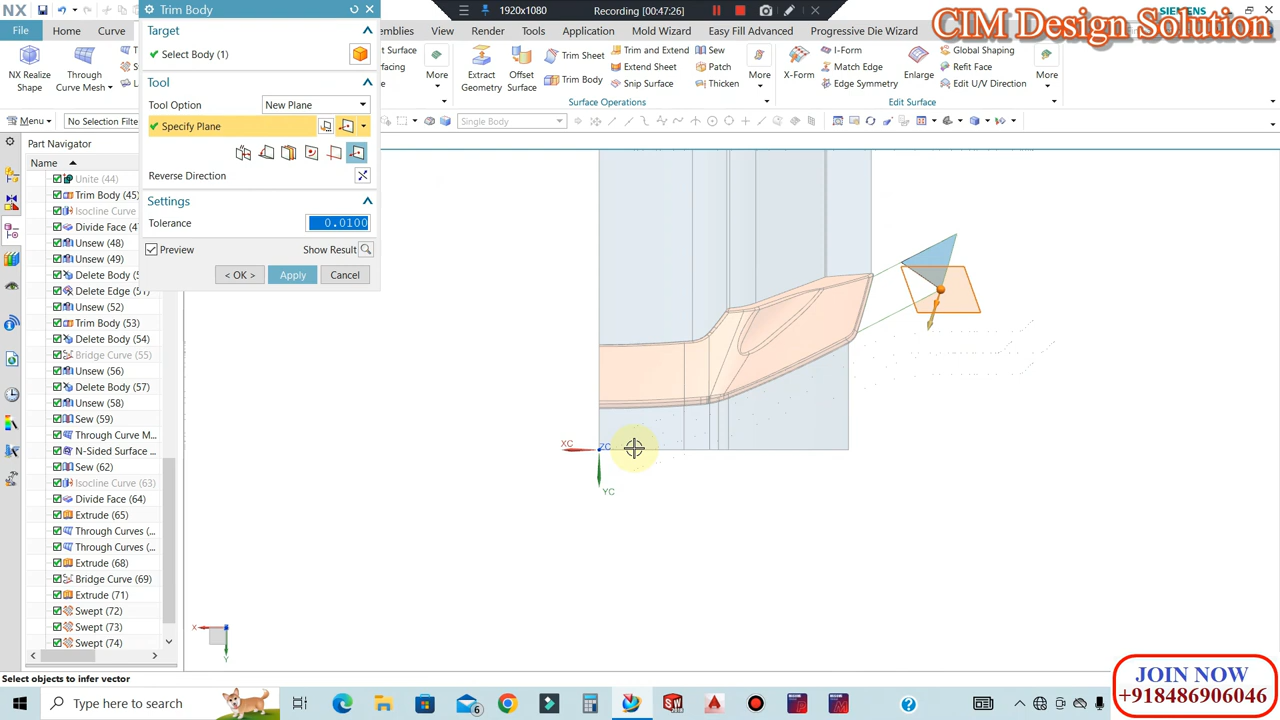 NX
Trim Body
1920x1080
Recording [00:47:26]
SIEMENS
CIM Design Solution
File
Home
Curve
Assemblies
View
Render
Tools
Application
Mold Wizard
Easy Fill Advanced
Progressive Die Wizard
NX Realize Shape
Through Curve Mesh
More
Extract Geometry
Offset Surface
Trim Sheet
Trim Body
Trim and Extend
Extend Sheet
Snip Surface
Sew
Patch
Thicken
More
X-Form
I-Form
Match Edge
Edge Symmetry
Enlarge
Global Shaping
Refit Face
Edit U/V Direction
More
Surface Operations
Edit Surface
Menu
No Selection Filter
Single Body
Target
Select Body (1)
Tool
Tool Option
New Plane
Specify Plane
Reverse Direction
Settings
Tolerance
0.0100
Preview
Show Result
< OK >
Apply
Cancel
Part Navigator
Name
Unite (44)
Trim Body (45)
Isocline Curve
Divide Face (4
Unsew (48)
Unsew (49)
Delete Body (5
Delete Edge (51)
Unsew (52)
Trim Body (53)
Delete Body (54)
Bridge Curve (55)
Unsew (56)
Delete Body (57)
Unsew (58)
Sew (59)
Through Curve M...
N-Sided Surface
Sew (62)
Isocline Curve (63)
Divide Face (64)
Extrude (65)
Through Curves (...
Through Curves (...
Extrude (68)
Bridge Curve (69)
Extrude (71)
Swept (72)
Swept (73)
Swept (74)
XC
ZC
YC
X
Y
Select objects to infer vector
Type here to search
6
JOIN NOW
+918486906046